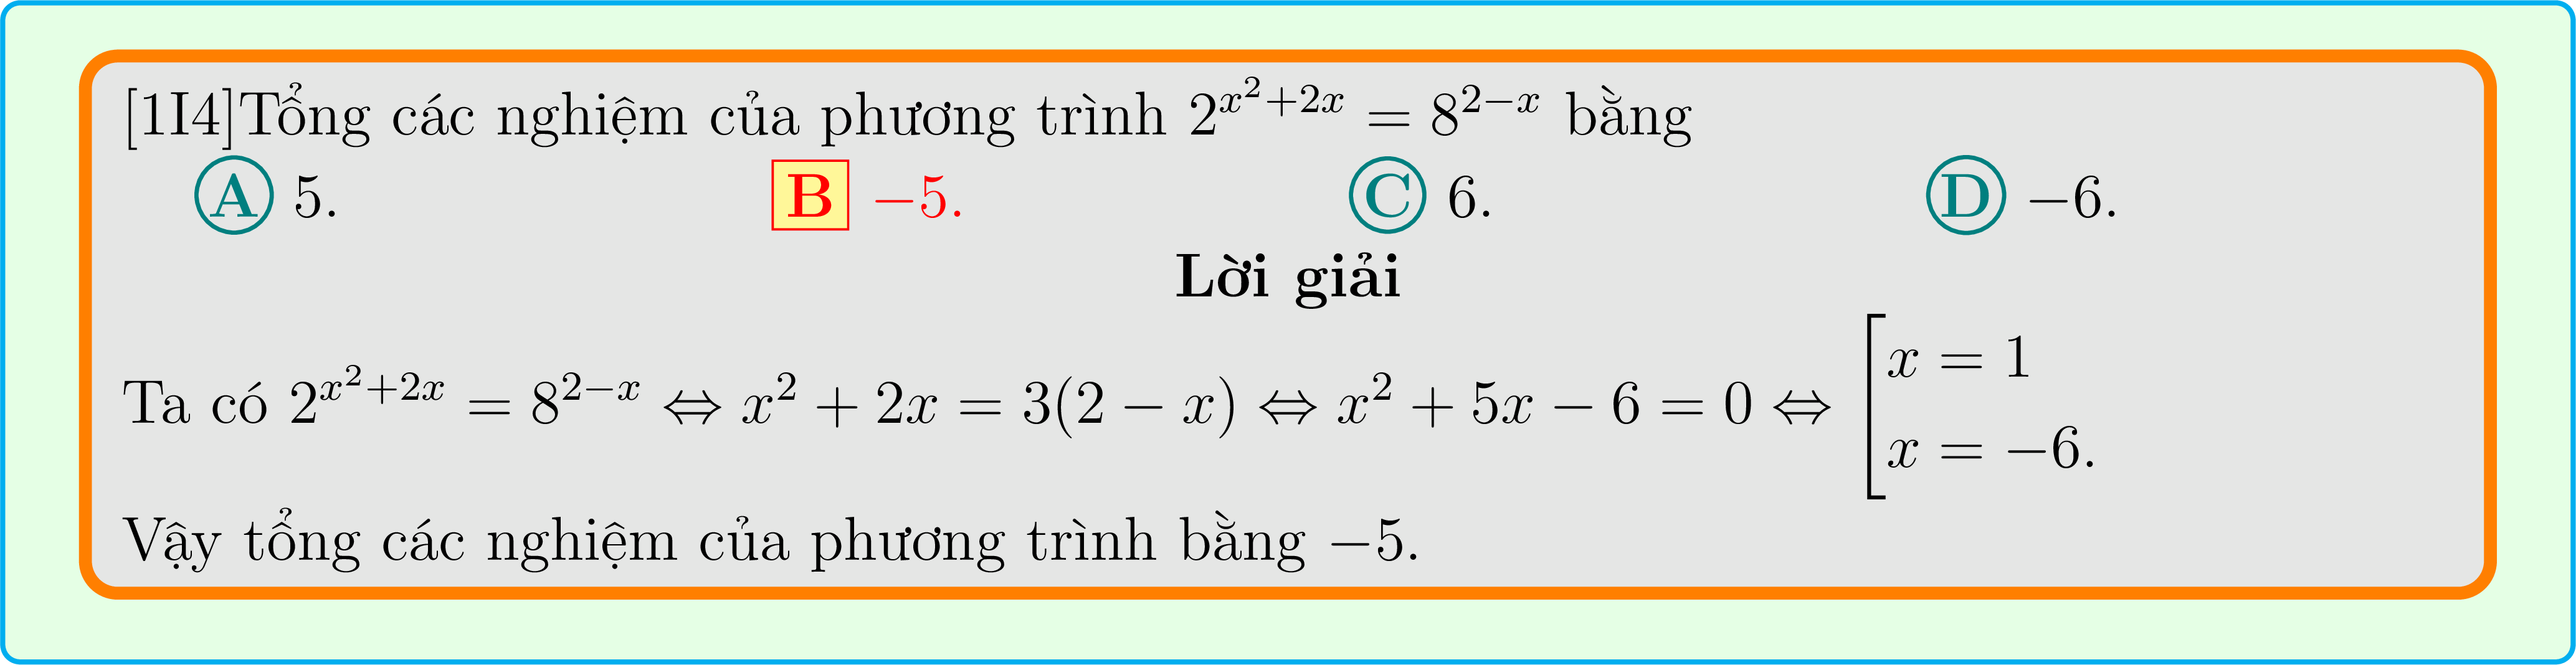 [1I4]Tổng các nghiệm của phương trình $2^{x^2+2x} = 8^{2-x}$ bằng
A 5. B −5. C 6. D −6.
Lời giải
Ta có $2^{x^2+2x} = 8^{2-x} \Leftrightarrow x^2 + 2x = 3(2 - x) \Leftrightarrow x^2 + 5x - 6 = 0 \Leftrightarrow \left[\begin{array}{l} x = 1 \\ x = -6. \end{array}\right.$
Vậy tổng các nghiệm của phương trình bằng −5.